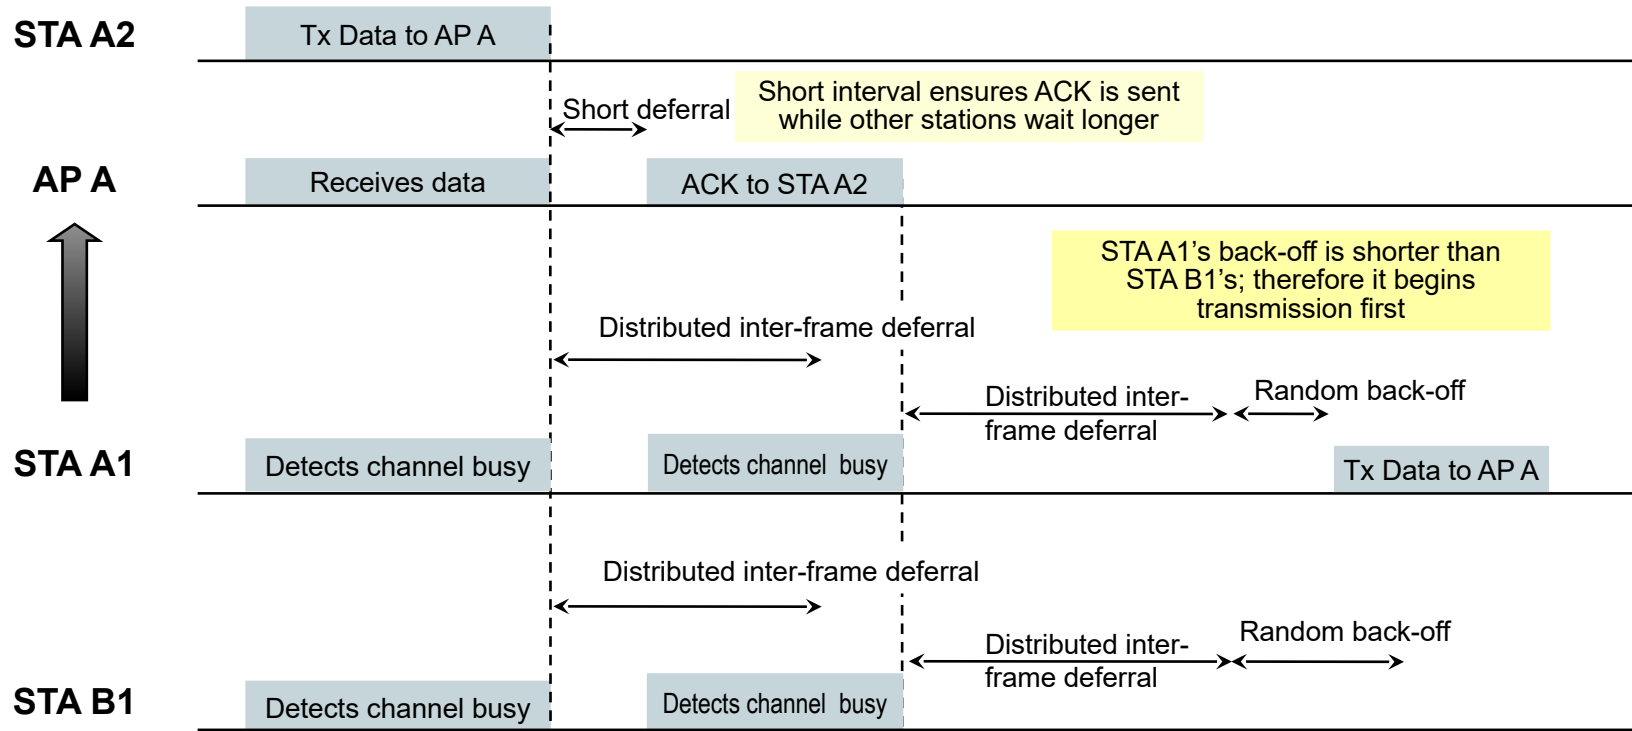 STA A2
Tx Data to AP A
Short deferral
Short interval ensures ACK is sent
while other stations wait longer
AP A
Receives data
ACK to STA A2
STA A1's back-off is shorter than
STA B1's; therefore it begins
transmission first
Distributed inter-frame deferral
Distributed inter-
frame deferral
Random back-off
STA A1
Detects channel busy
Detects channel busy
Tx Data to AP A
Distributed inter-frame deferral
Distributed inter-
frame deferral
Random back-off
STA B1
Detects channel busy
Detects channel busy